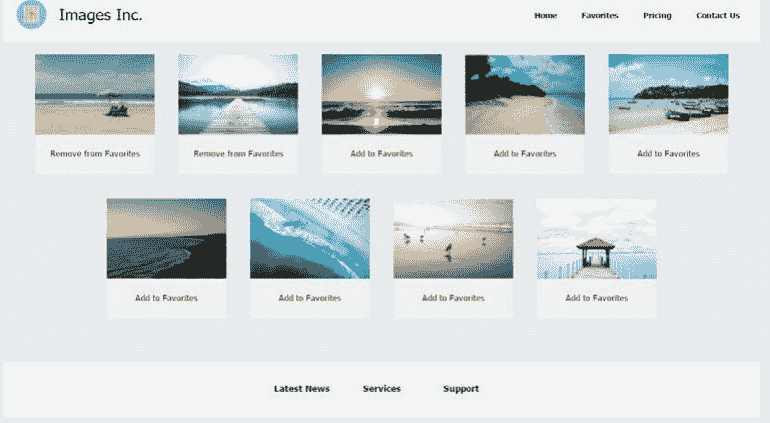 Images Inc.
Home Favorites Pricing Contact Us
Remove from Favorites Remove from Favorites Add to Favorites Add to Favorites Add to Favorites
Add to Favorites Add to Favorites Add to Favorites Add to Favorites
Latest News Services Support